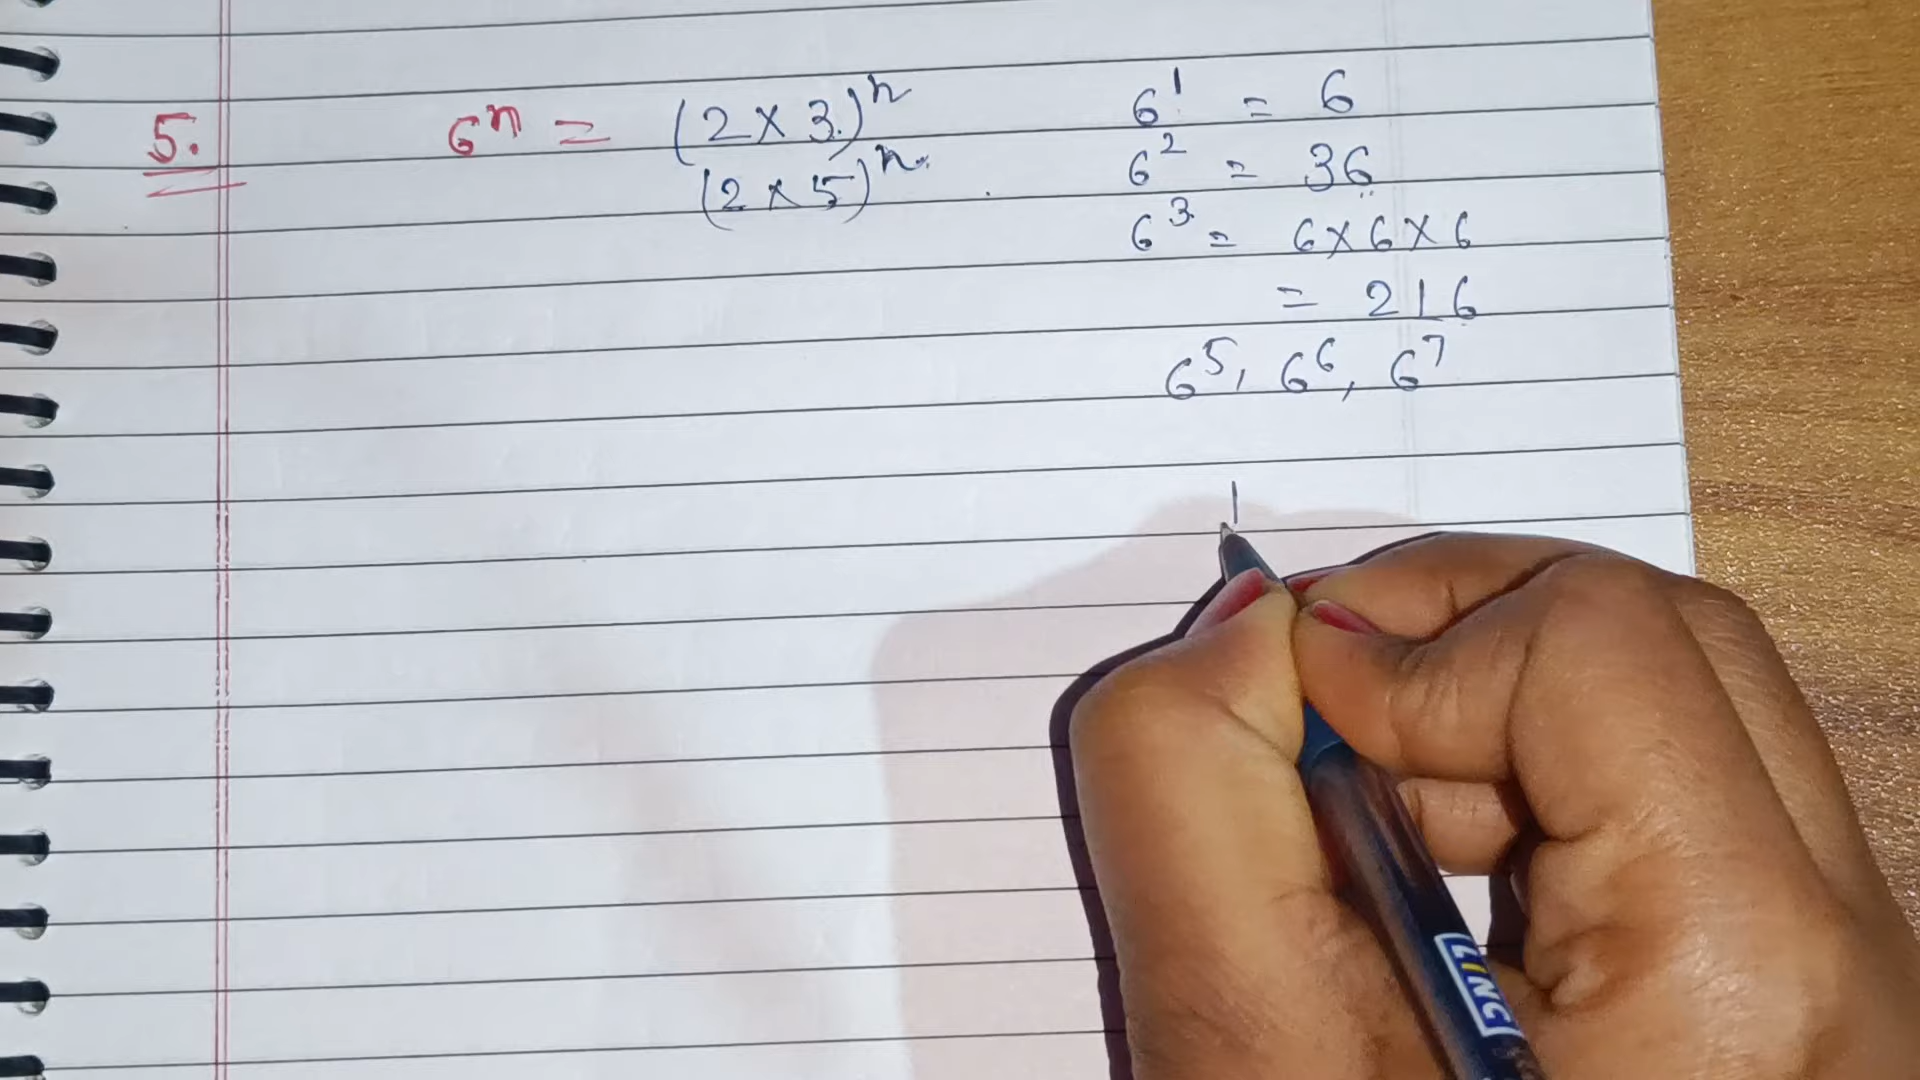 5. 6ⁿ = (2 × 3)ⁿ
(2 × 5)ⁿ
6¹ = 6
6² = 36
6³ = 6 × 6 × 6
= 216
6⁵, 6⁶, 6⁷
1
LINC